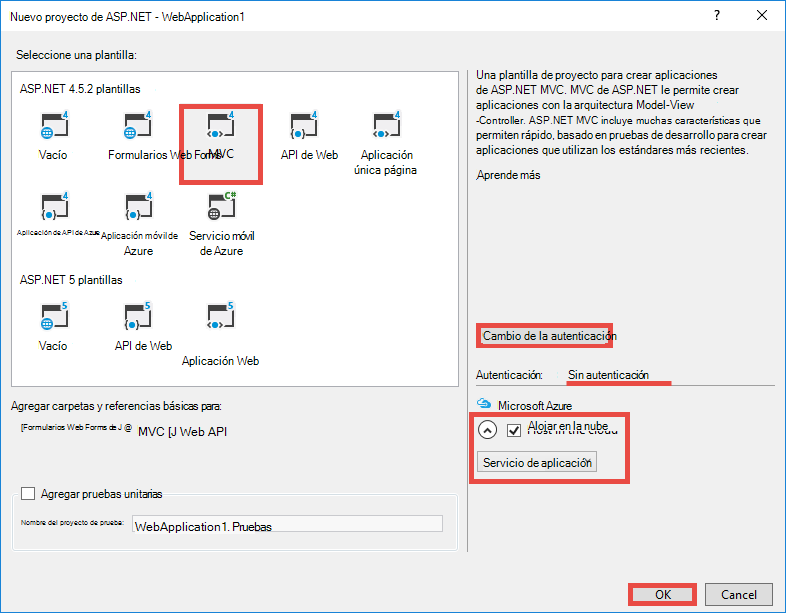 Nuevo proyecto de ASP.NET - WebApplication1
?
Seleccione una plantilla:
ASP.NET 4.5.2 plantillas
Vacío
Formularios Web Forms
MVC
API de Web
Aplicación
única página
Aplicación de API de Azure
Aplicación móvil de
Azure
Servicio móvil
de Azure
ASP.NET 5 plantillas
Vacío
API de Web
Aplicación Web
Agregar carpetas y referencias básicas para:
[Formularios Web Forms de J @ MVC [J Web API
Agregar pruebas unitarias
Nombre del proyecto de prueba: WebApplication1. Pruebas
Una plantilla de proyecto para crear aplicaciones
de ASP.NET MVC. MVC de ASP.NET le permite crear
aplicaciones con la arquitectura Model-View
-Controller. ASP.NET MVC incluye muchas características que
permiten rápido, basado en pruebas de desarrollo para crear
aplicaciones que utilizan los estándares más recientes.
Aprende más
Cambio de la autenticación
Autenticación: Sin autenticación
Microsoft Azure
Alojar en la nube
Host in the cloud
Servicio de aplicación
OK Cancel